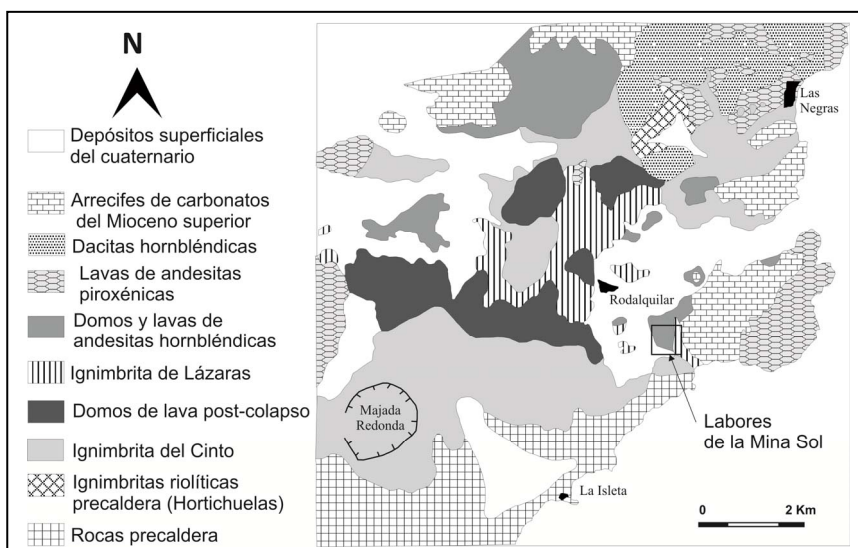 N
Depósitos superficiales
del cuaternario
Arrecifes de carbonatos
del Mioceno superior
Dacitas hornbléndicas
Lavas de andesitas
piroxénicas
Domos y lavas de
andesitas hornbléndicas
Ignimbrita de Lázaras
Domos de lava post-colapso
Ignimbrita del Cinto
Ignimbritas riolíticas
precaldera (Hortichuelas)
Rocas precaldera
Las
Negras
Rodalquilar
Majada
Redonda
Labores
de la Mina Sol
La Isleta
0 2 Km